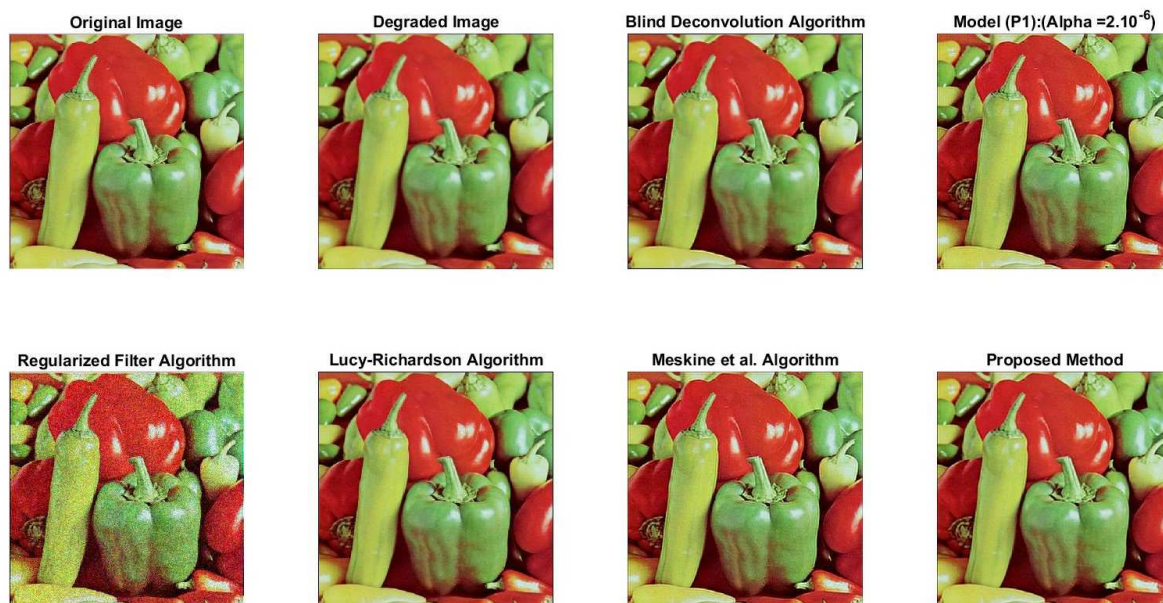 Original Image
Degraded Image
Blind Deconvolution Algorithm
Model (P1):(Alpha =2.10⁻⁶)
Regularized Filter Algorithm
Lucy-Richardson Algorithm
Meskine et al. Algorithm
Proposed Method